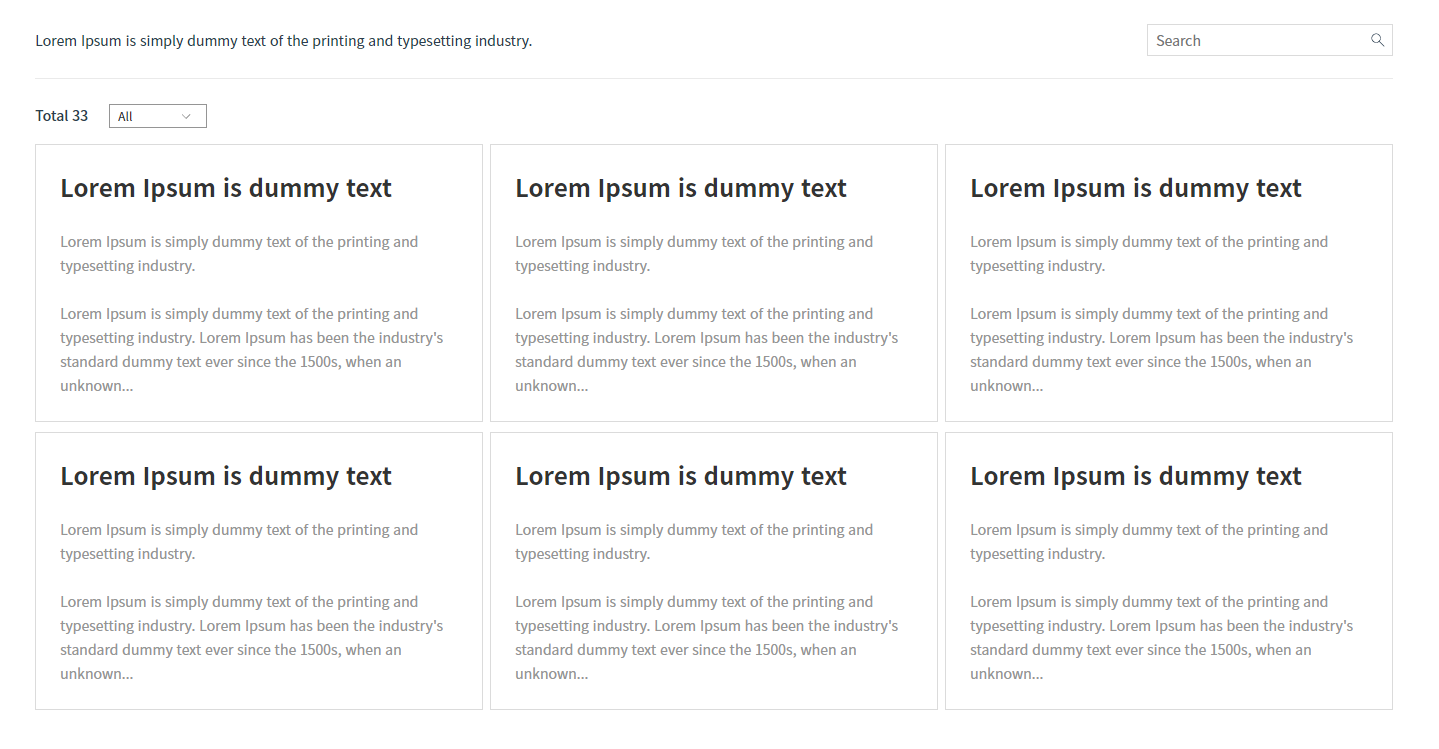 Lorem Ipsum is simply dummy text of the printing and typesetting industry.
Search
Total 33
All
Lorem Ipsum is dummy text
Lorem Ipsum is simply dummy text of the printing and
typesetting industry.
Lorem Ipsum is simply dummy text of the printing and
typesetting industry. Lorem Ipsum has been the industry's
standard dummy text ever since the 1500s, when an
unknown...
Lorem Ipsum is dummy text
Lorem Ipsum is simply dummy text of the printing and
typesetting industry.
Lorem Ipsum is simply dummy text of the printing and
typesetting industry. Lorem Ipsum has been the industry's
standard dummy text ever since the 1500s, when an
unknown...
Lorem Ipsum is dummy text
Lorem Ipsum is simply dummy text of the printing and
typesetting industry.
Lorem Ipsum is simply dummy text of the printing and
typesetting industry. Lorem Ipsum has been the industry's
standard dummy text ever since the 1500s, when an
unknown...
Lorem Ipsum is dummy text
Lorem Ipsum is simply dummy text of the printing and
typesetting industry.
Lorem Ipsum is simply dummy text of the printing and
typesetting industry. Lorem Ipsum has been the industry's
standard dummy text ever since the 1500s, when an
unknown...
Lorem Ipsum is dummy text
Lorem Ipsum is simply dummy text of the printing and
typesetting industry.
Lorem Ipsum is simply dummy text of the printing and
typesetting industry. Lorem Ipsum has been the industry's
standard dummy text ever since the 1500s, when an
unknown...
Lorem Ipsum is dummy text
Lorem Ipsum is simply dummy text of the printing and
typesetting industry.
Lorem Ipsum is simply dummy text of the printing and
typesetting industry. Lorem Ipsum has been the industry's
standard dummy text ever since the 1500s, when an
unknown...